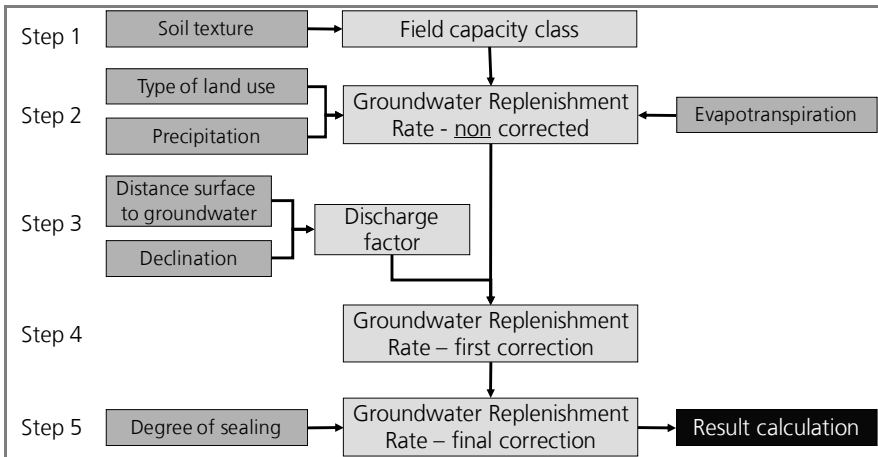 Step 1
Soil texture
Field capacity class
Type of land use
Step 2
Precipitation
Groundwater Replenishment
Rate - non corrected
Evapotranspiration
Distance surface
to groundwater
Step 3
Declination
Discharge
factor
Step 4
Groundwater Replenishment
Rate – first correction
Step 5
Degree of sealing
Groundwater Replenishment
Rate – final correction
Result calculation